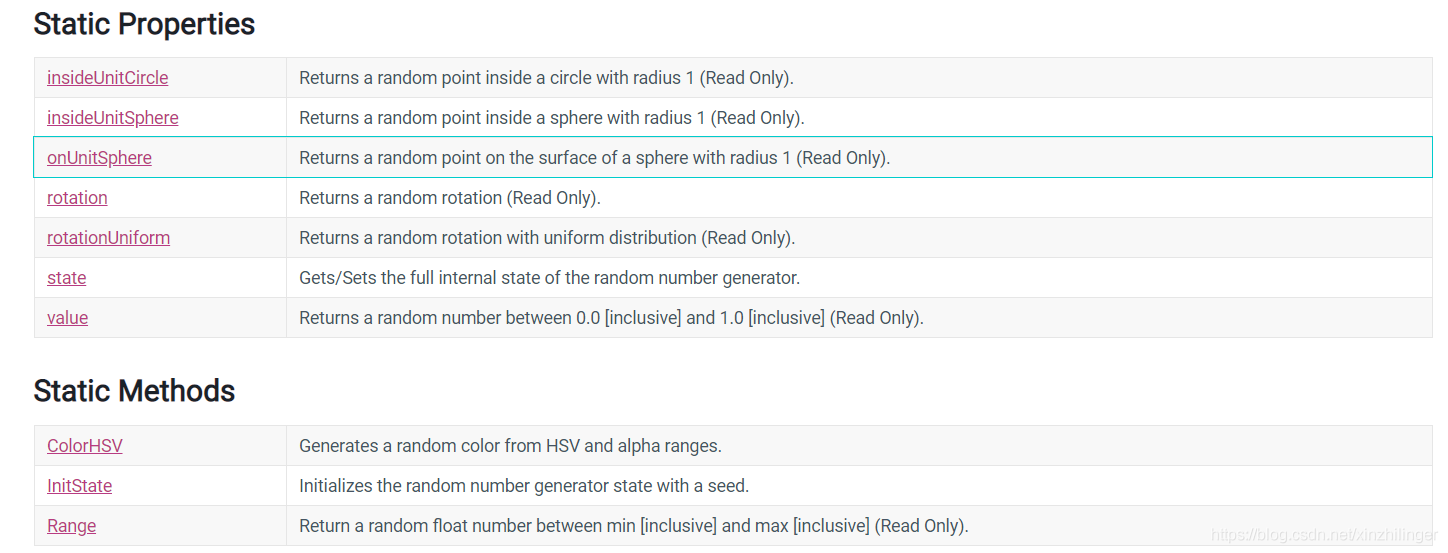 Static Properties
insideUnitCircle Returns a random point inside a circle with radius 1 (Read Only).
insideUnitSphere Returns a random point inside a sphere with radius 1 (Read Only).
onUnitSphere Returns a random point on the surface of a sphere with radius 1 (Read Only).
rotation Returns a random rotation (Read Only).
rotationUniform Returns a random rotation with uniform distribution (Read Only).
state Gets/Sets the full internal state of the random number generator.
value Returns a random number between 0.0 [inclusive] and 1.0 [inclusive] (Read Only).
Static Methods
ColorHSV Generates a random color from HSV and alpha ranges.
InitState Initializes the random number generator state with a seed.
Range Return a random float number between min [inclusive] and max [inclusive] (Read Only).
https://blog.csdn.net/xinzhilinger